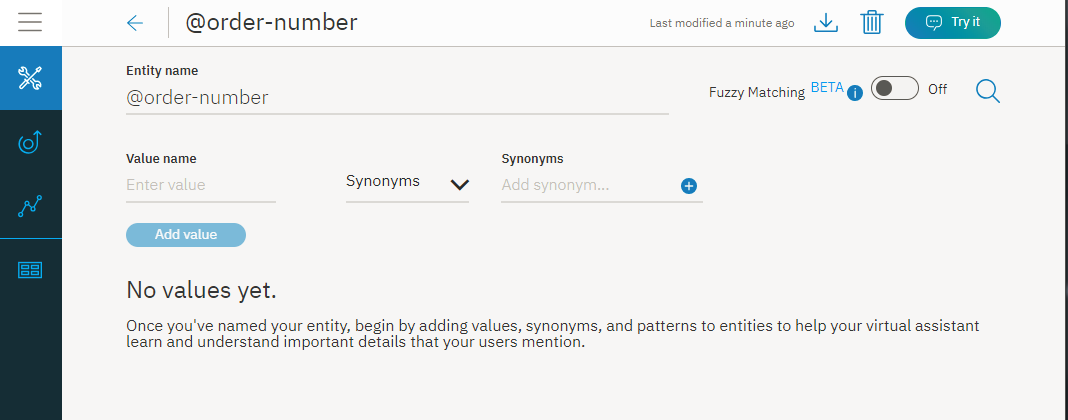 @order-number
Last modified a minute ago
Try it
Entity name
@order-number
Fuzzy Matching BETA i Off
Value name
Enter value
Synonyms
Synonyms
Add synonym...
Add value
No values yet.
Once you've named your entity, begin by adding values, synonyms, and patterns to entities to help your virtual assistant
learn and understand important details that your users mention.